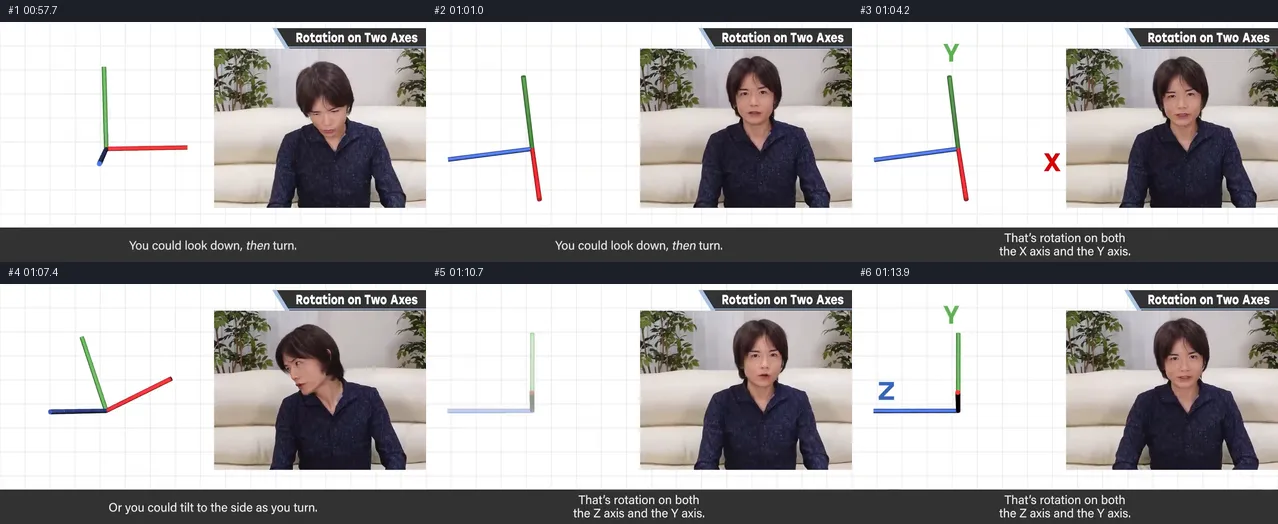 #1 00:57.7
Rotation on Two Axes
You could look down, then turn.
#2 01:01.0
Rotation on Two Axes
You could look down, then turn.
#3 01:04.2
Rotation on Two Axes
Y
X
That's rotation on both
the X axis and the Y axis.
#4 01:07.4
Rotation on Two Axes
Or you could tilt to the side as you turn.
#5 01:10.7
Rotation on Two Axes
That's rotation on both
the Z axis and the Y axis.
#6 01:13.9
Rotation on Two Axes
Y
Z
That's rotation on both
the Z axis and the Y axis.